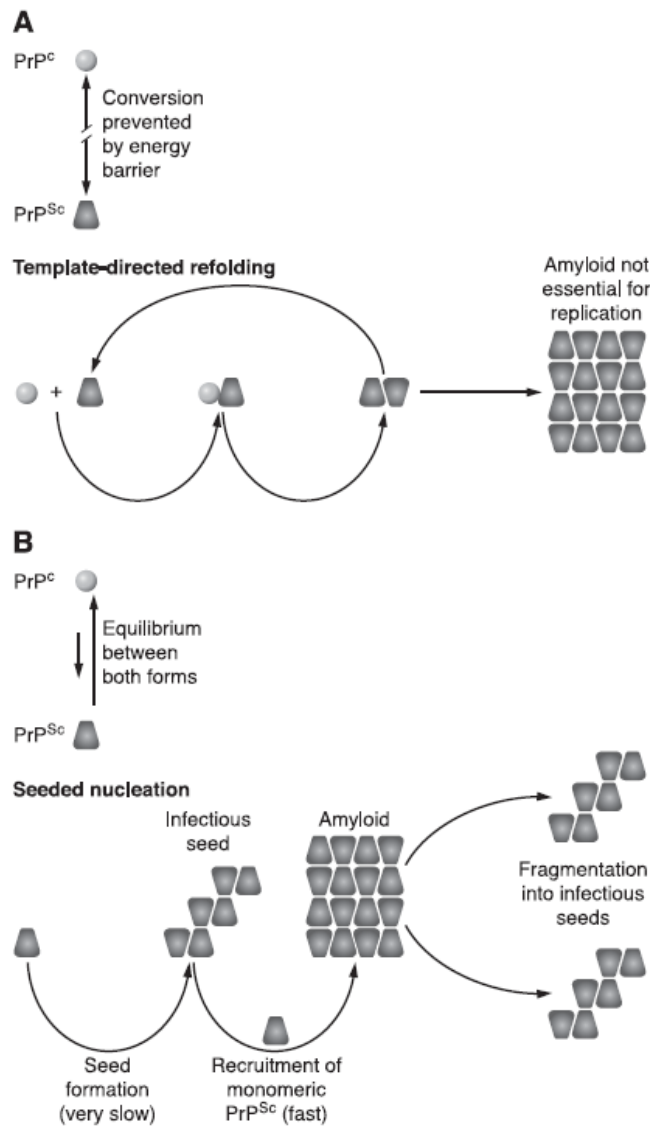 A
PrPᶜ
Conversion
prevented
by energy
barrier
PrPˢᶜ
Template-directed refolding
Amyloid not
essential for
replication
+
B
PrPᶜ
Equilibrium
between
both forms
PrPˢᶜ
Seeded nucleation
Infectious
seed
Amyloid
Fragmentation
into infectious
seeds
Seed
formation
(very slow)
Recruitment of
monomeric
PrPˢᶜ (fast)